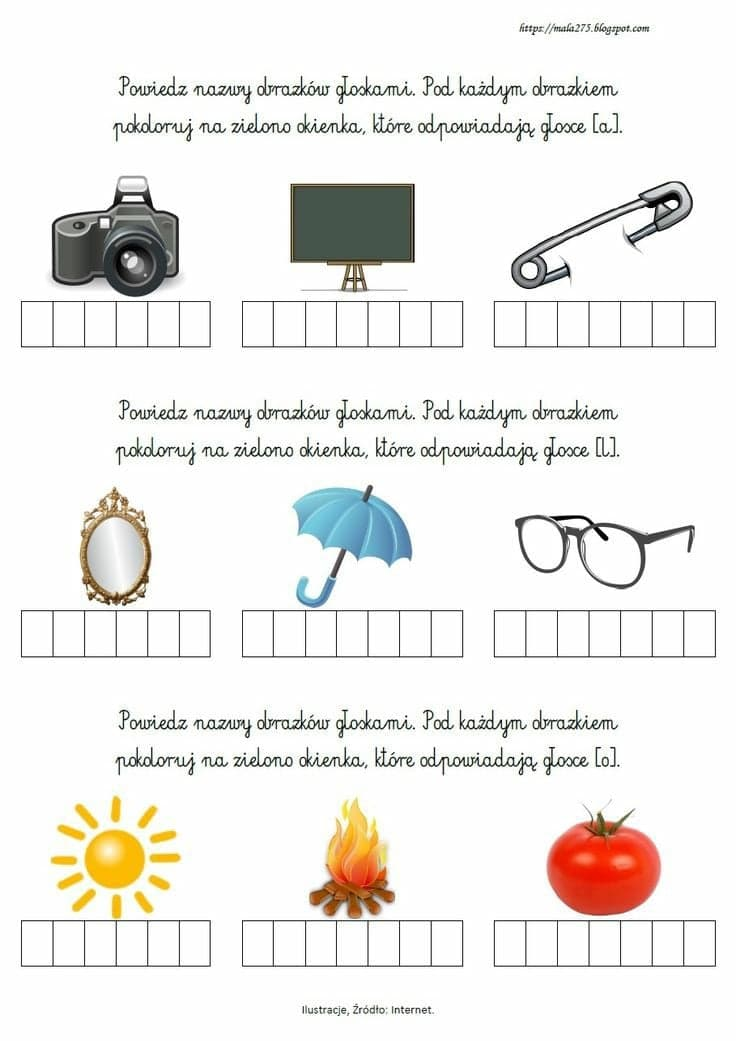 https://mala275.blogspot.com
Powiedz nazwy obrazków głoskami. Pod każdym obrazkiem
pokoloruj na zielono okienka, które odpowiadają głosce [a].
Powiedz nazwy obrazków głoskami. Pod każdym obrazkiem
pokoloruj na zielono okienka, które odpowiadają głosce [l].
Powiedz nazwy obrazków głoskami. Pod każdym obrazkiem
pokoloruj na zielono okienka, które odpowiadają głosce [o].
Ilustracje, Źródło: Internet.